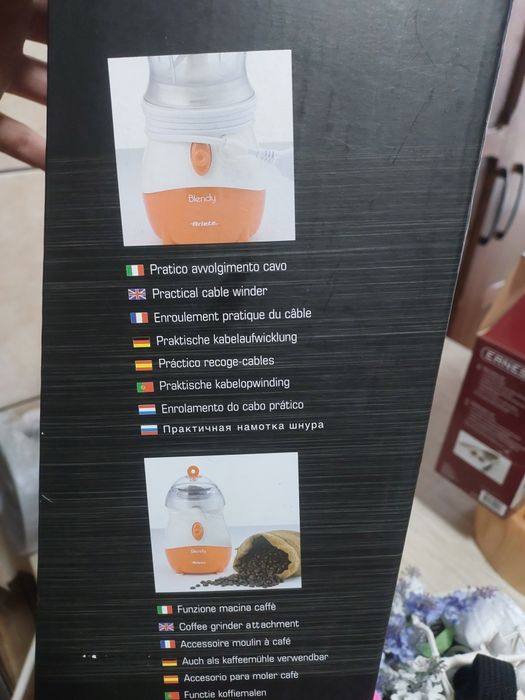 Blendy
Ariete
Pratico avvolgimento cavo
Practical cable winder
Enroulement pratique du câble
Praktische kabelaufwicklung
Práctico recoge-cables
Praktische kabelopwinding
Enrolamento do cabo prático
Практичная намотка шнура
ERNES
Blendy
Funzione macina caffè
Coffee grinder attachment
Accessoire moulin à café
Auch als kaffeemühle verwendbar
Accesorio para moler café
Functie koffiemalen